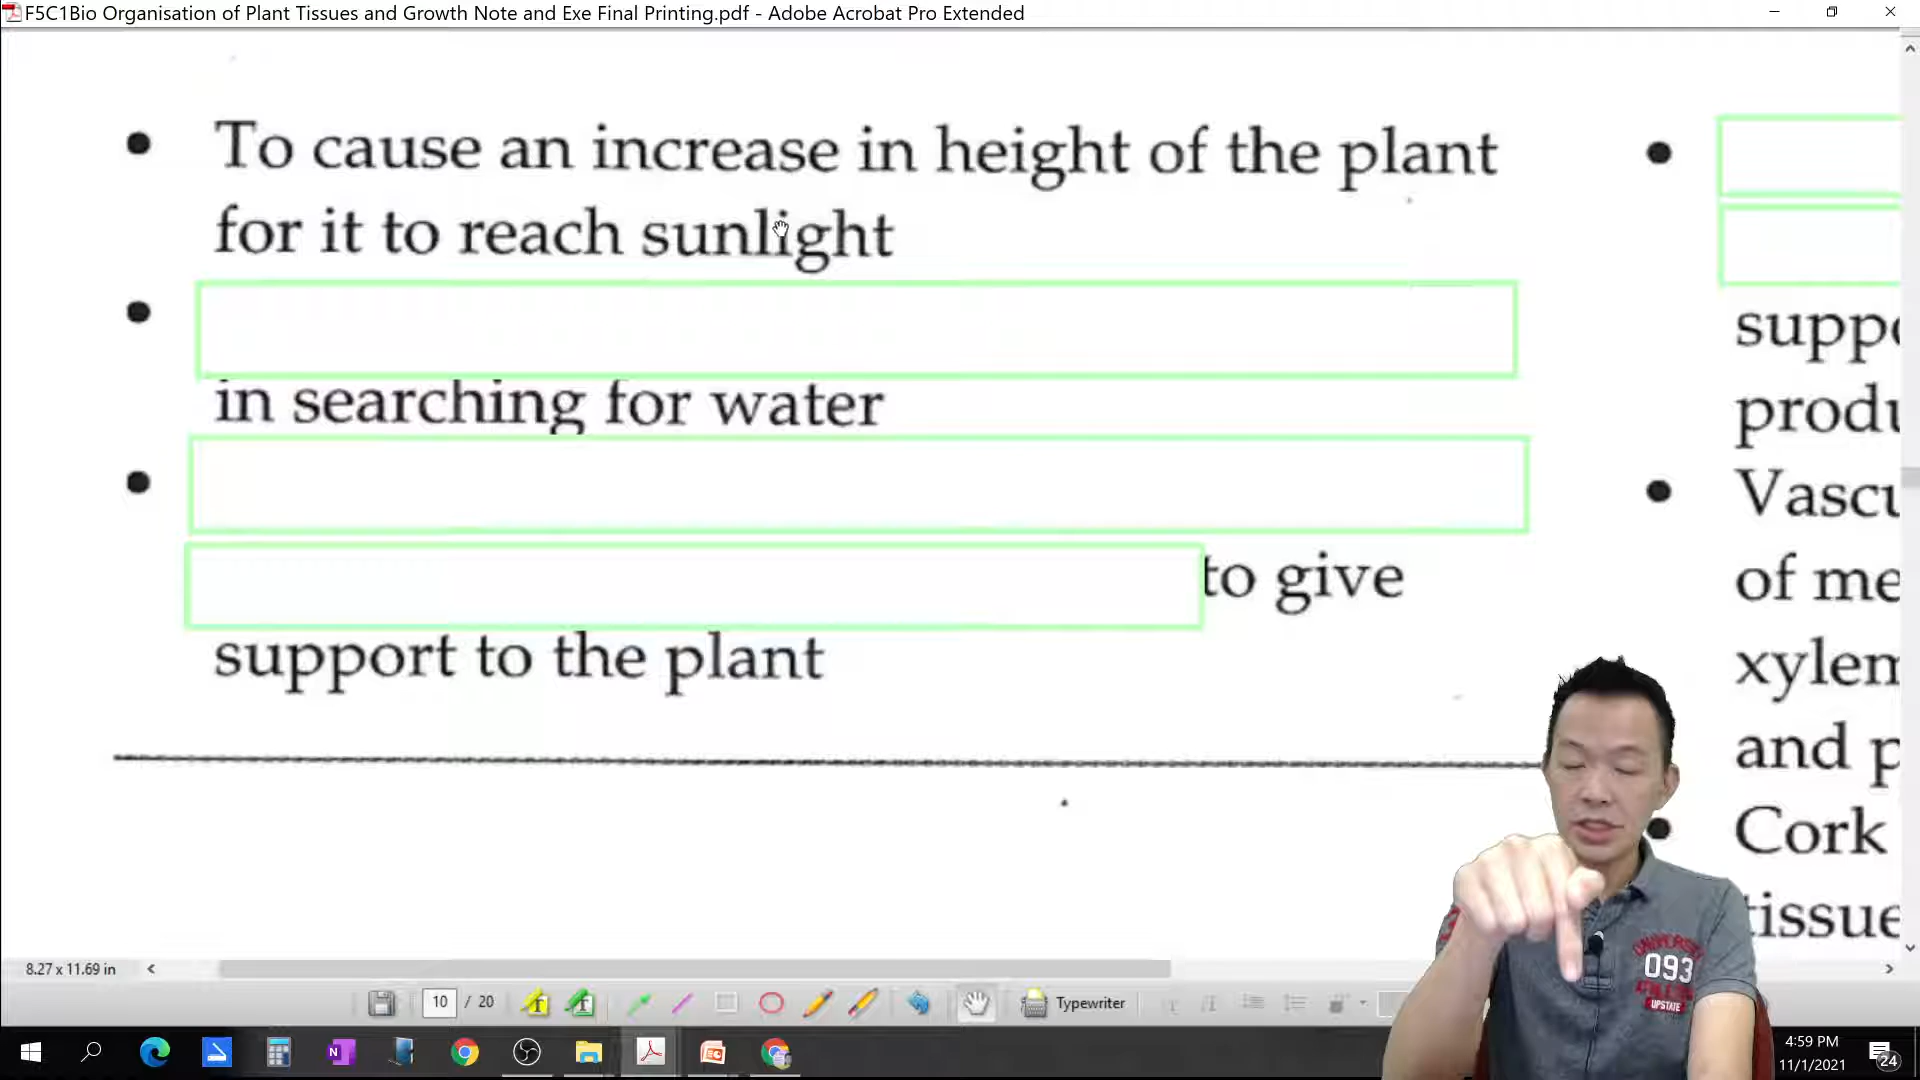 F5C1Bio Organisation of Plant Tissues and Growth Note and Exe Final Printing.pdf - Adobe Acrobat Pro Extended
• To cause an increase in height of the plant
for it to reach sunlight
•
in searching for water
•
to give
support to the plant
•
suppo
produ
• Vascu
of me
xylem
and p
• Cork
tissue
093
UPSTATE
8.27 x 11.69 in
10 / 20
Typewriter
4:59 PM
11/1/2021
24